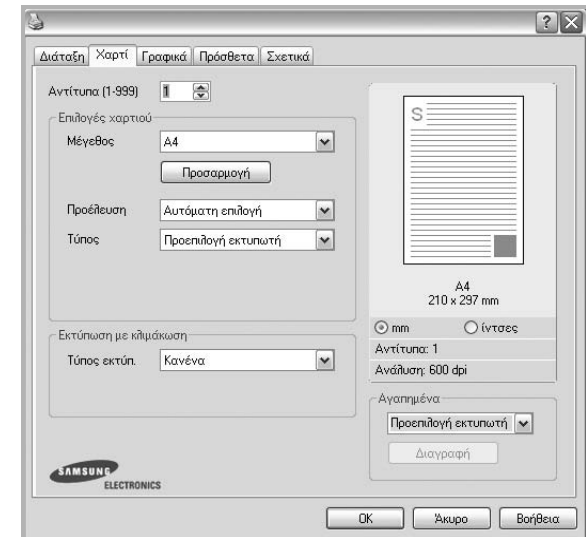 Διάταξη Χαρτί Γραφικά Πρόσθετα Σχετικά
Αντίτυπα (1-999) 1
Επιλογές χαρτιού
Μέγεθος A4
Προσαρμογή
Προέλευση Αυτόματη επιλογή
Τύπος Προεπιλογή εκτυπωτή
Εκτύπωση με κλιμάκωση
Τύπος εκτύπ. Κανένα
SAMSUNG
ELECTRONICS
S
A4
210 x 297 mm
mm ίντσες
Αντίτυπα: 1
Ανάλυση: 600 dpi
Αγαπημένα
Προεπιλογή εκτυπωτή
Διαγραφή
OK Άκυρο Βοήθεια